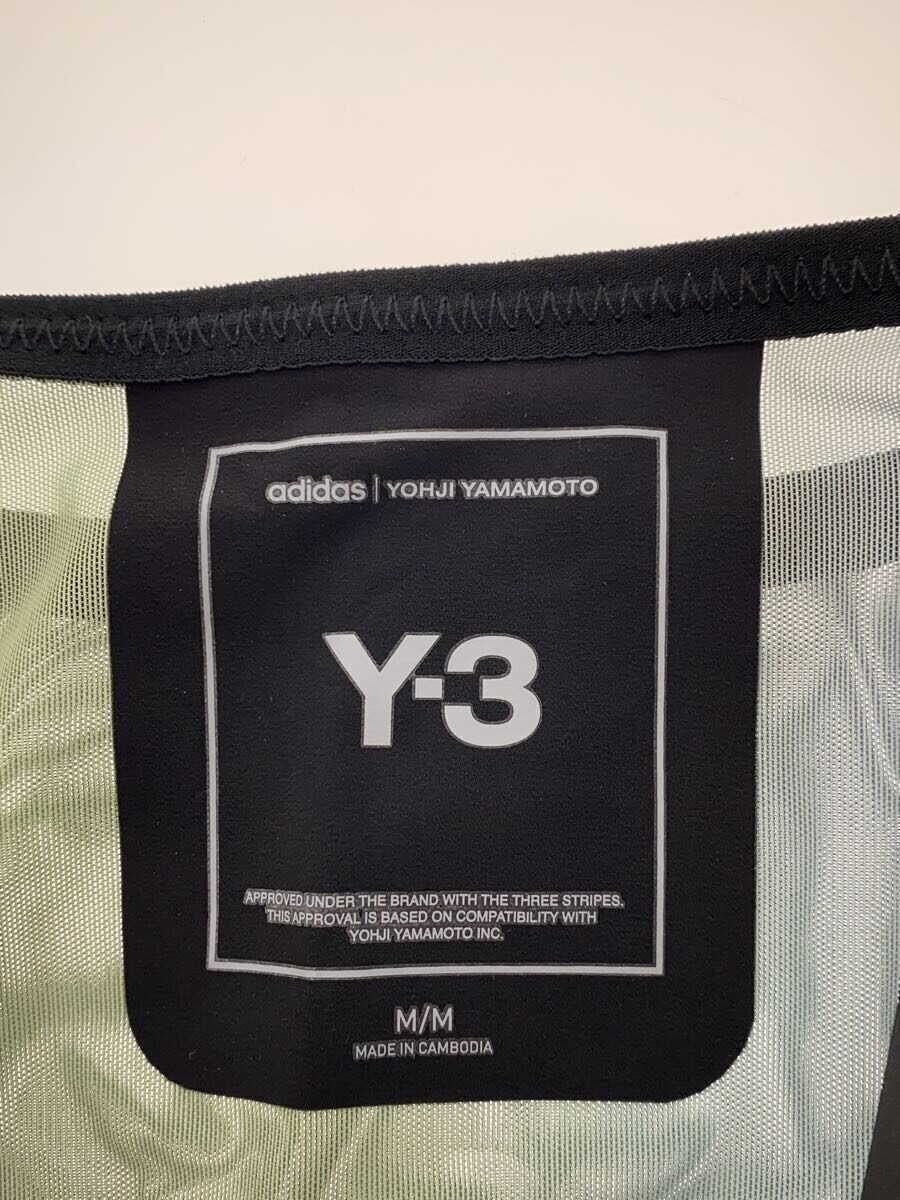 adidas | YOHJI YAMAMOTO
Y-3
APPROVED UNDER THE BRAND WITH THE THREE STRIPES.
THIS APPROVAL IS BASED ON COMPATIBILITY WITH
YOHJI YAMAMOTO INC.
M/M
MADE IN CAMBODIA